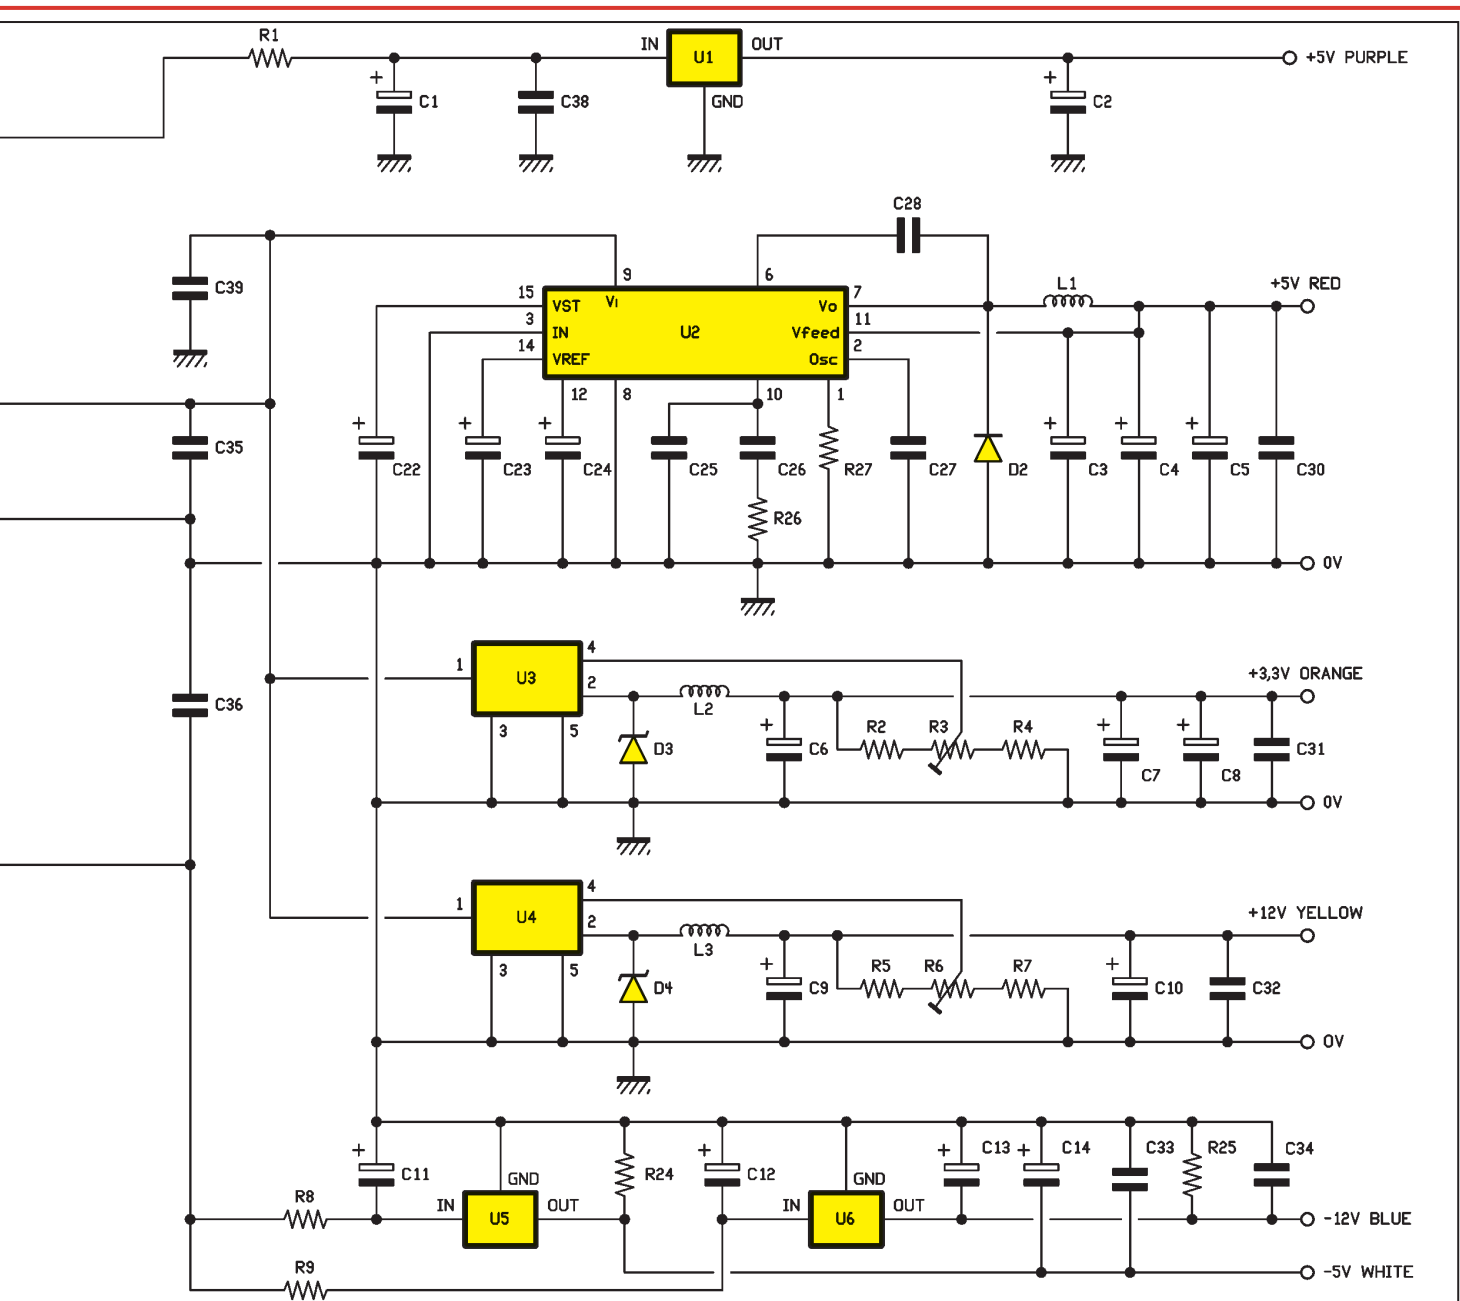 R1
IN
U1
OUT
+5V PURPLE
+
C1
C38
GND
+
C2
C28
C39
9
6
L1
+5V RED
15
VST
VI
Vo
7
3
IN
U2
Vfeed
11
14
VREF
Osc
2
12
8
10
1
C35
+
C22
+
C23
+
C24
C25
C26
R27
C27
D2
+
C3
+
C4
+
C5
C30
R26
0V
4
1
U3
2
+3,3V ORANGE
C36
L2
3
5
D3
+
C6
R2
R3
R4
+
C7
+
C8
C31
0V
4
1
U4
2
+12V YELLOW
L3
3
5
D4
+
C9
R5
R6
R7
+
C10
C32
0V
+
C11
GND
R24
+
C12
GND
+
C13
+
C14
C33
R25
C34
R8
IN
U5
OUT
IN
U6
OUT
-12V BLUE
R9
-5V WHITE